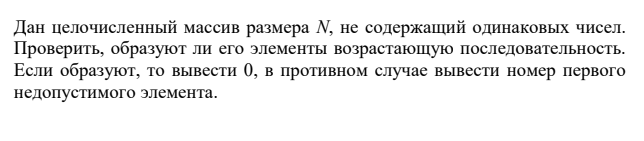 Дан целочисленный массив размера N, не содержащий одинаковых чисел.
Проверить, образуют ли его элементы возрастающую последовательность.
Если образуют, то вывести 0, в противном случае вывести номер первого
недопустимого элемента.